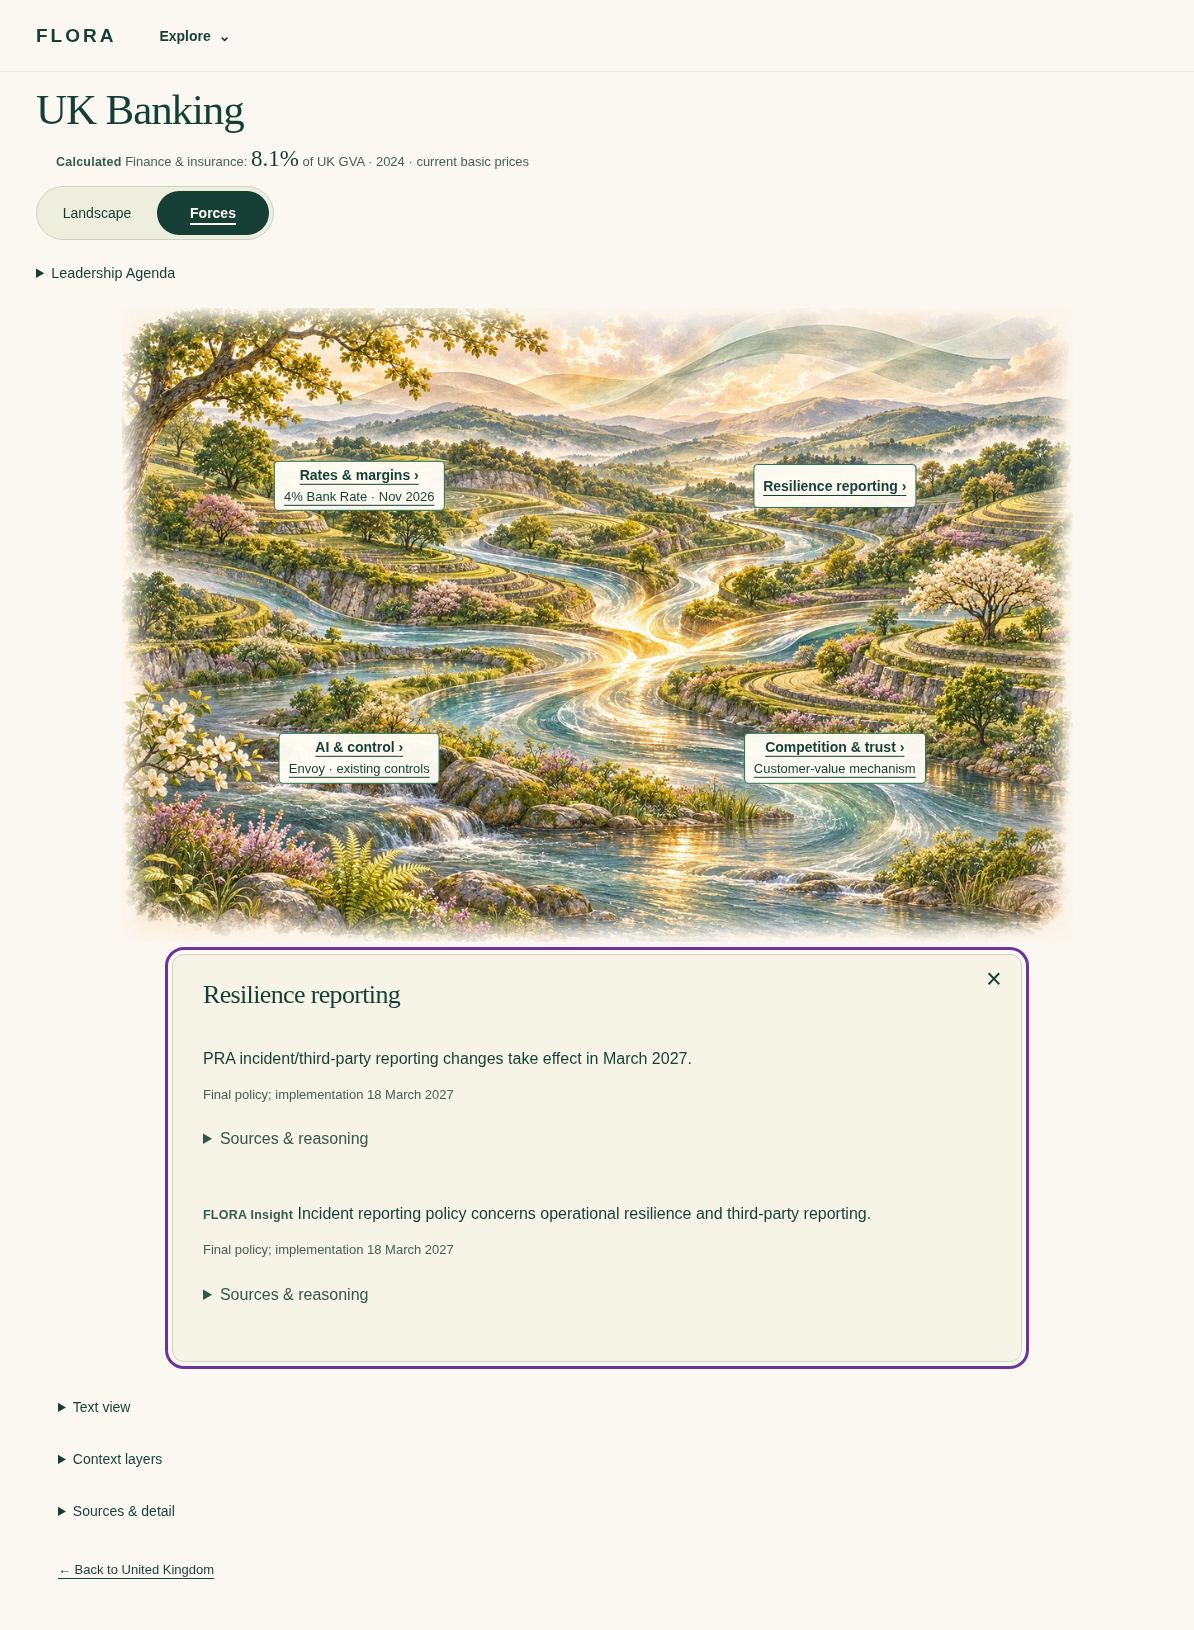 FLORA
Explore ⌄
UK Banking
Calculated Finance & insurance: 8.1% of UK GVA · 2024 · current basic prices
Landscape
Forces
▶ Leadership Agenda
Rates & margins ›
4% Bank Rate · Nov 2026
Resilience reporting ›
AI & control ›
Envoy · existing controls
Competition & trust ›
Customer-value mechanism
×
Resilience reporting
PRA incident/third-party reporting changes take effect in March 2027.
Final policy; implementation 18 March 2027
▶ Sources & reasoning
FLORA Insight Incident reporting policy concerns operational resilience and third-party reporting.
Final policy; implementation 18 March 2027
▶ Sources & reasoning
▶ Text view
▶ Context layers
▶ Sources & detail
← Back to United Kingdom